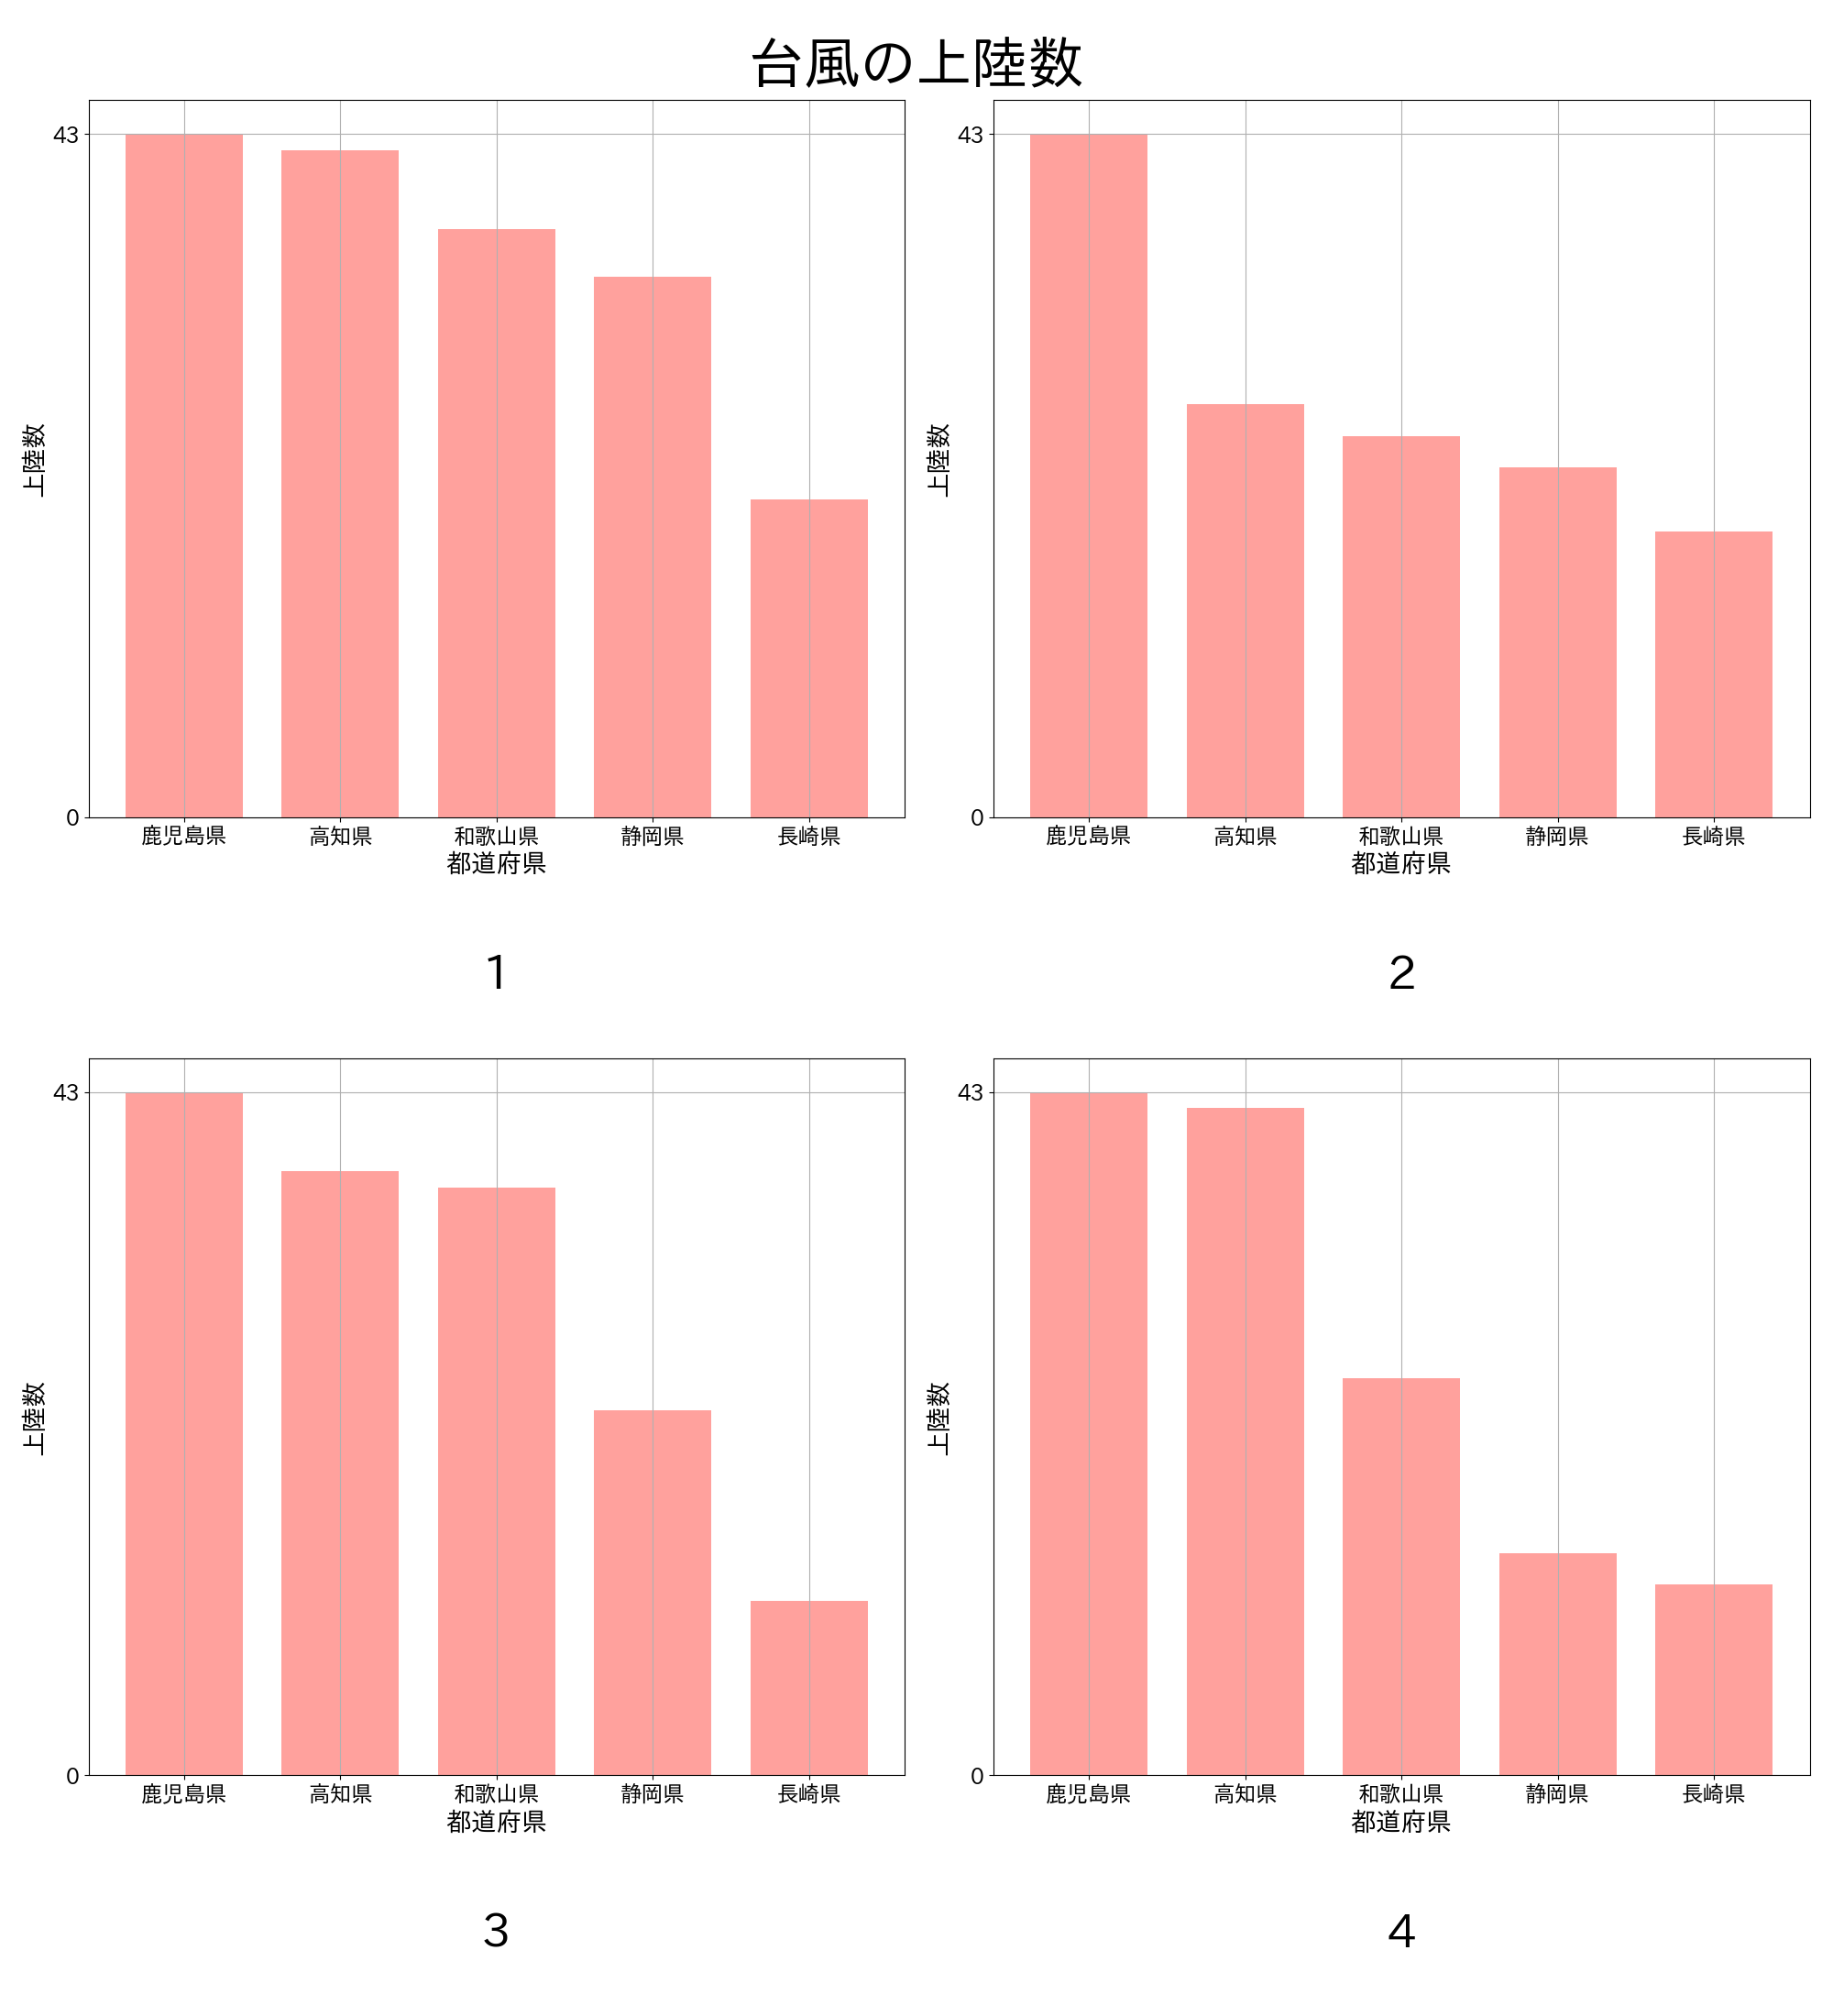 台風の上陸数
43
0
上陸数
鹿児島県 高知県 和歌山県 静岡県 長崎県
都道府県
1
43
0
上陸数
鹿児島県 高知県 和歌山県 静岡県 長崎県
都道府県
2
43
0
上陸数
鹿児島県 高知県 和歌山県 静岡県 長崎県
都道府県
3
43
0
上陸数
鹿児島県 高知県 和歌山県 静岡県 長崎県
都道府県
4